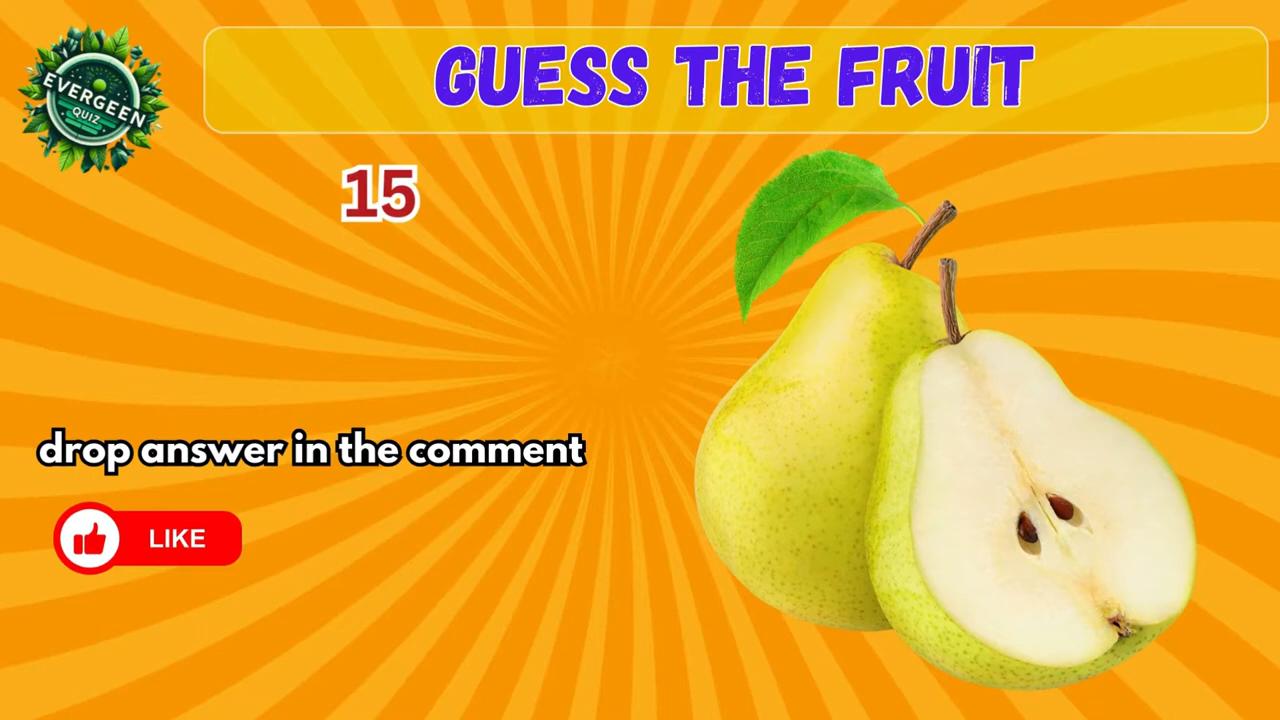 EVERGEEN
QUIZ
GUESS THE FRUIT
15
drop answer in the comment
LIKE